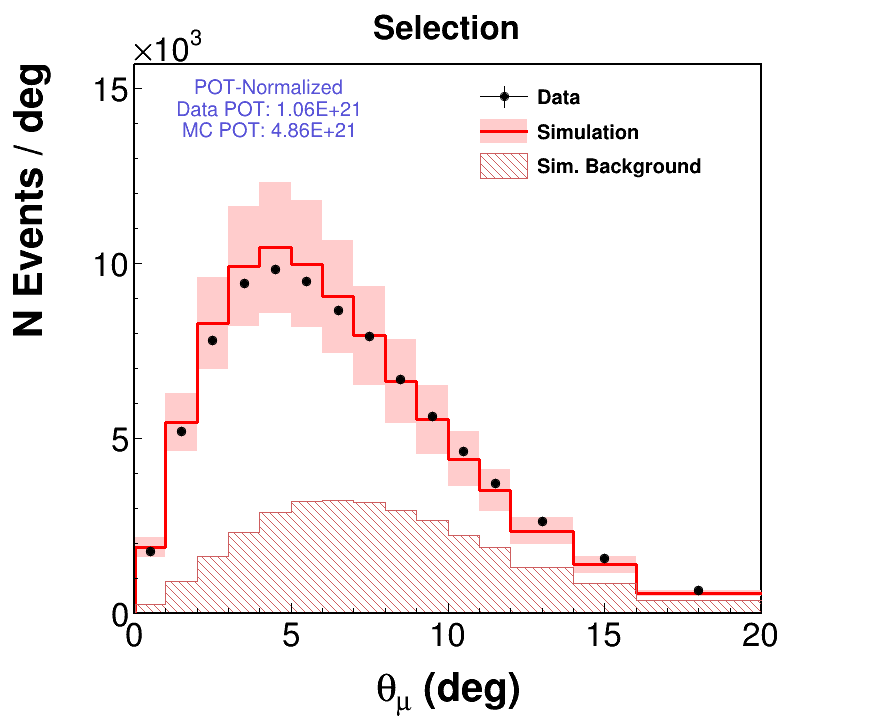 Selection
×10³
POT-Normalized
Data POT: 1.06E+21
MC POT: 4.86E+21
Data
Simulation
Sim. Background
N Events / deg
15
10
5
0
0 5 10 15 20
θμ (deg)